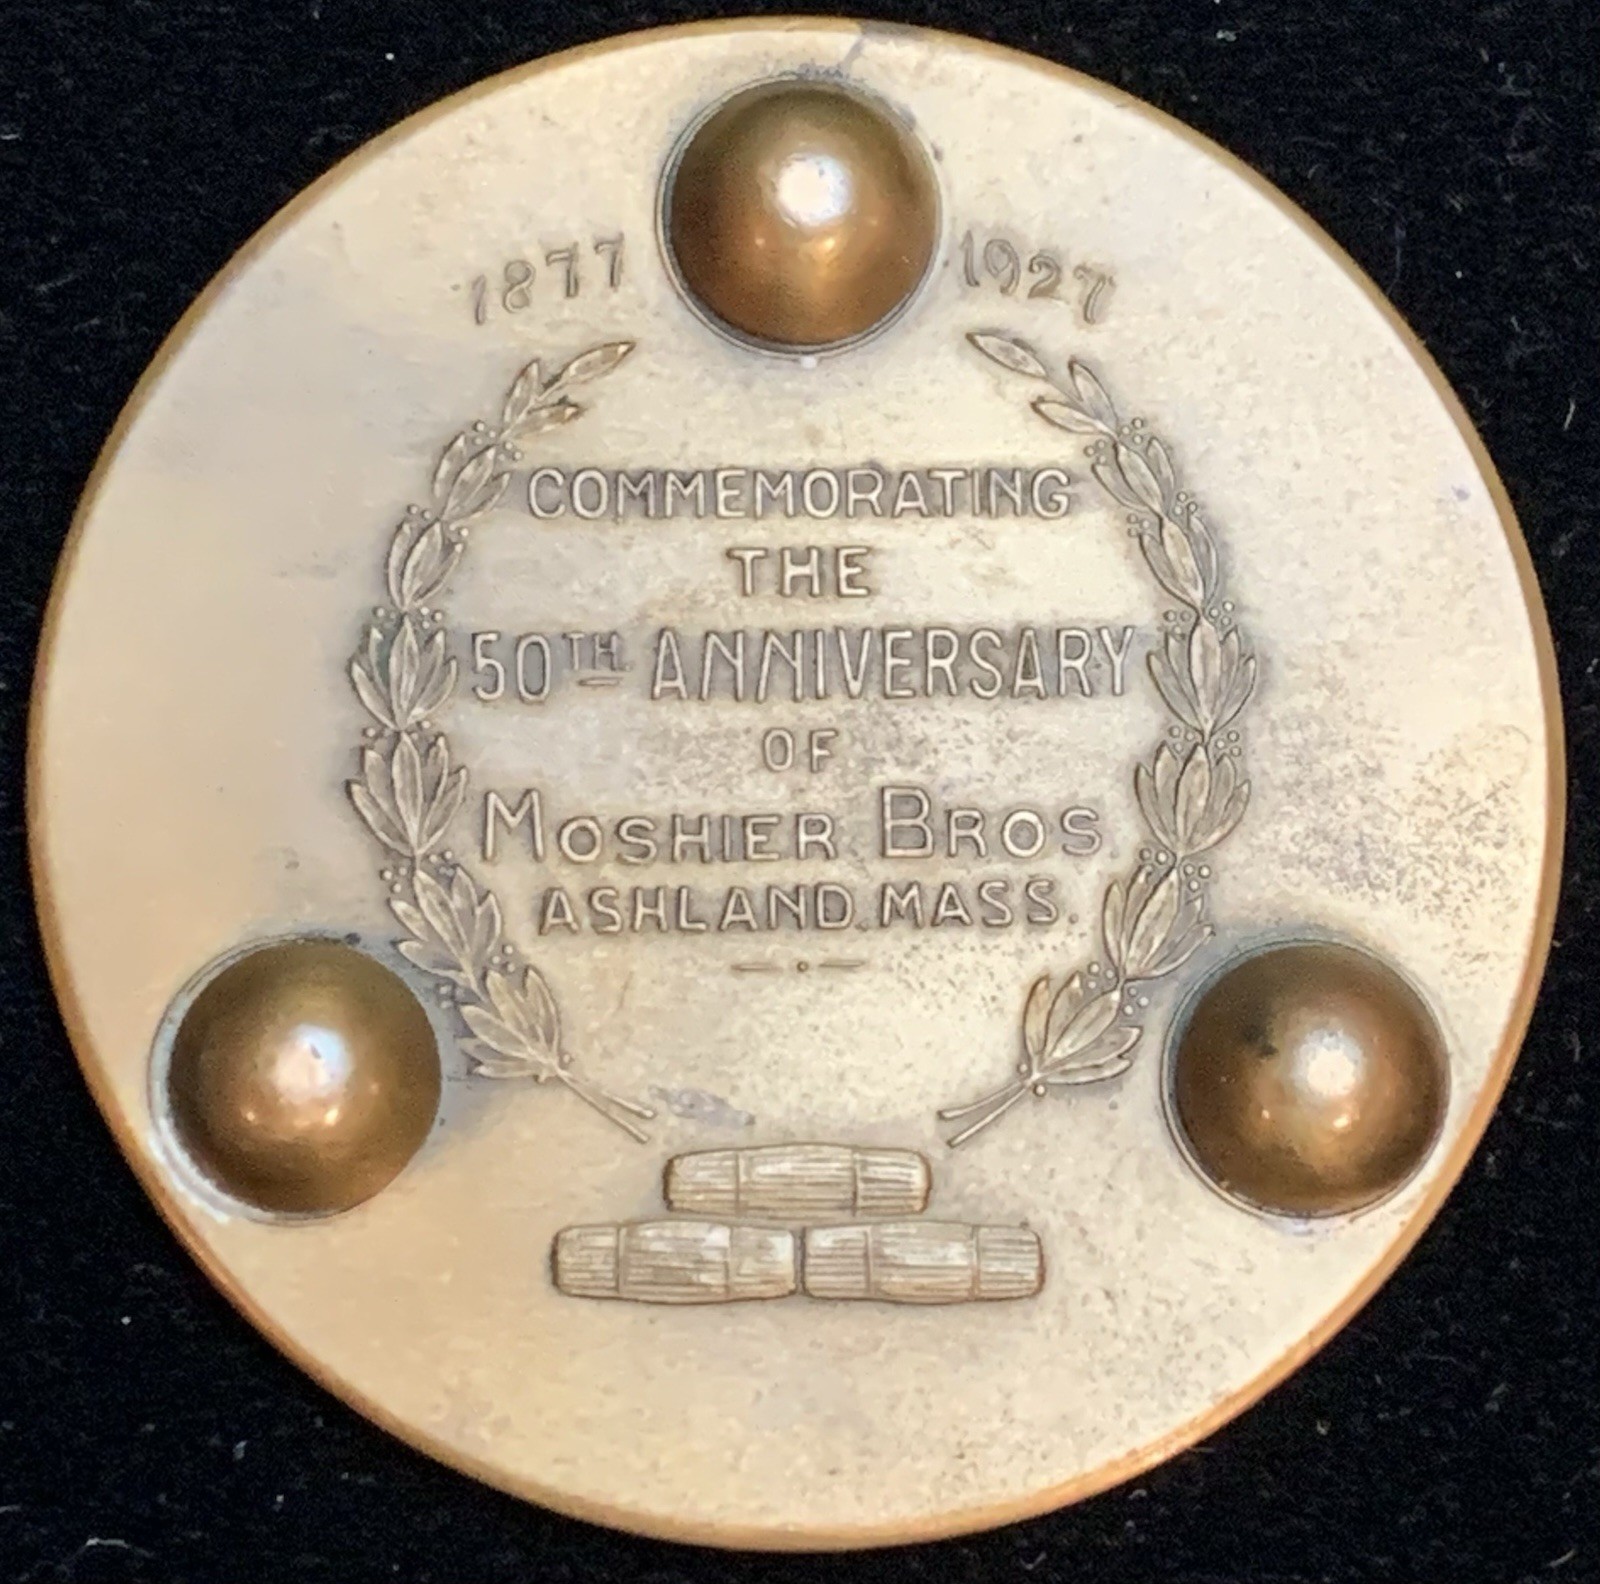 1877 1927
COMMEMORATING
THE
50TH ANNIVERSARY
OF
MOSHIER BROS.
ASHLAND, MASS.